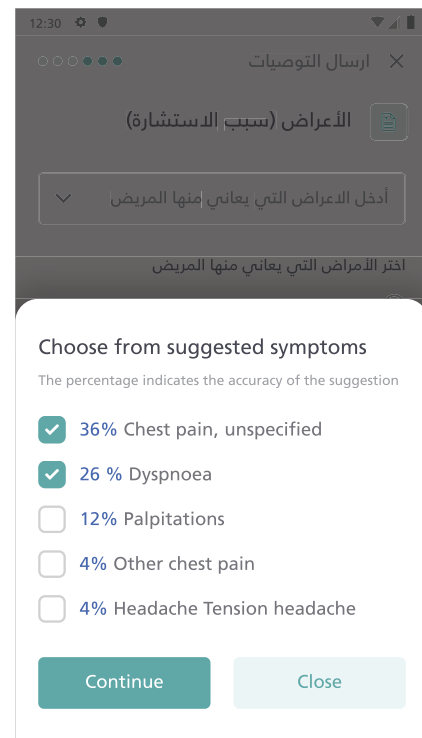 12:30
ارسال التوصيات
الأعراض (سبب الاستشارة)
أدخل الاعراض التي يعاني منها المريض
اختر الأمراض التي يعاني منها المريض
Choose from suggested symptoms
The percentage indicates the accuracy of the suggestion
36% Chest pain, unspecified
26 % Dyspnoea
12% Palpitations
4% Other chest pain
4% Headache Tension headache
Continue
Close